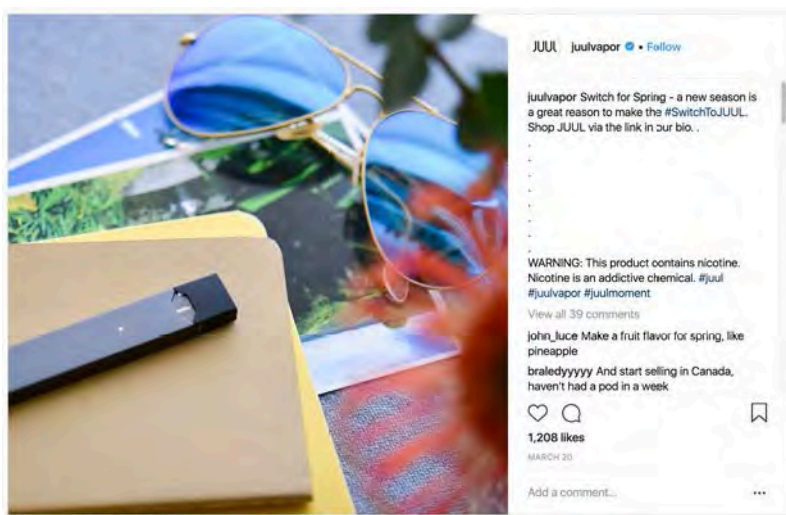 JUUL juulvapor • Follow
juulvapor Switch for Spring - a new season is
a great reason to make the #SwitchToJUUL.
Shop JUUL via the link in our bio. .
.
.
.
.
.
.
.
.
WARNING: This product contains nicotine.
Nicotine is an addictive chemical. #juul
#juulvapor #juulmoment
View all 39 comments
john_luce Make a fruit flavor for spring, like
pineapple
braledyyyyy And start selling in Canada,
haven't had a pod in a week
1,208 likes
MARCH 20
Add a comment...